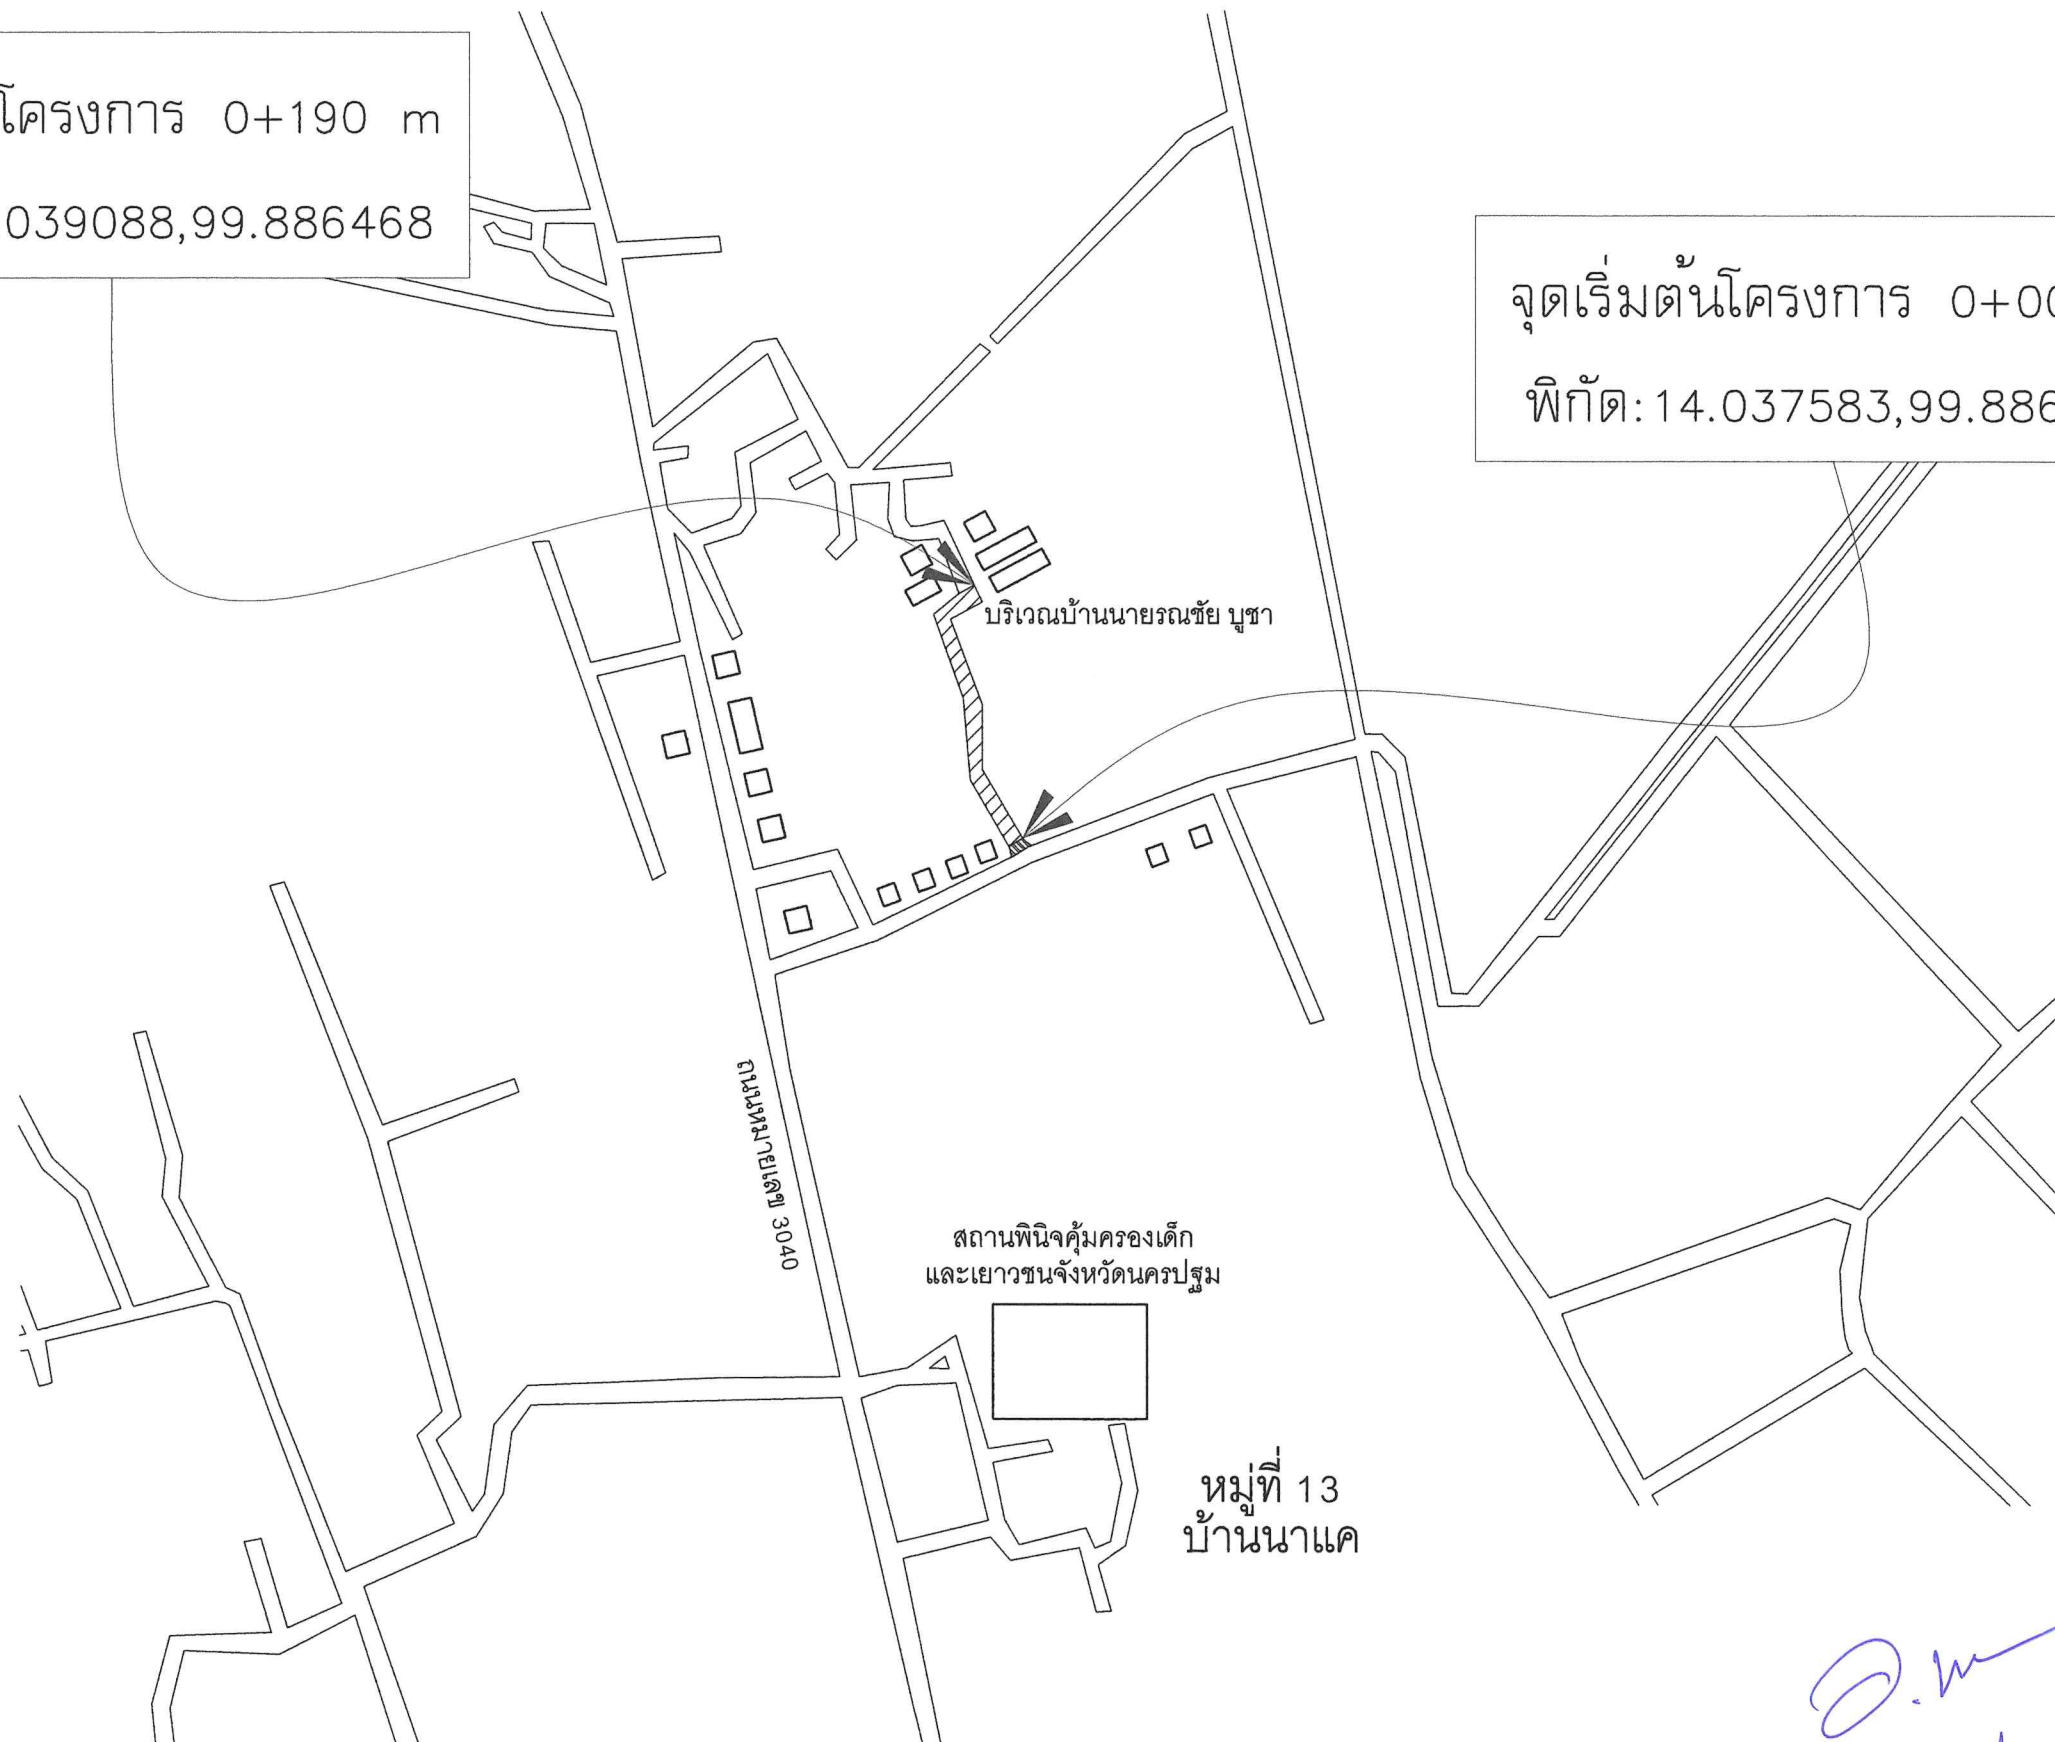 โครงการ 0+190 m
039088,99.886468
จุดเริ่มต้นโครงการ 0+00
พิกัด:14.037583,99.886
บริเวณบ้านนายรณชัย บูชา
ถนนหมายเลข 3040
สถานพินิจคุ้มครองเด็ก
และเยาวชนจังหวัดนครปฐม
หมู่ที่ 13
บ้านนาแค